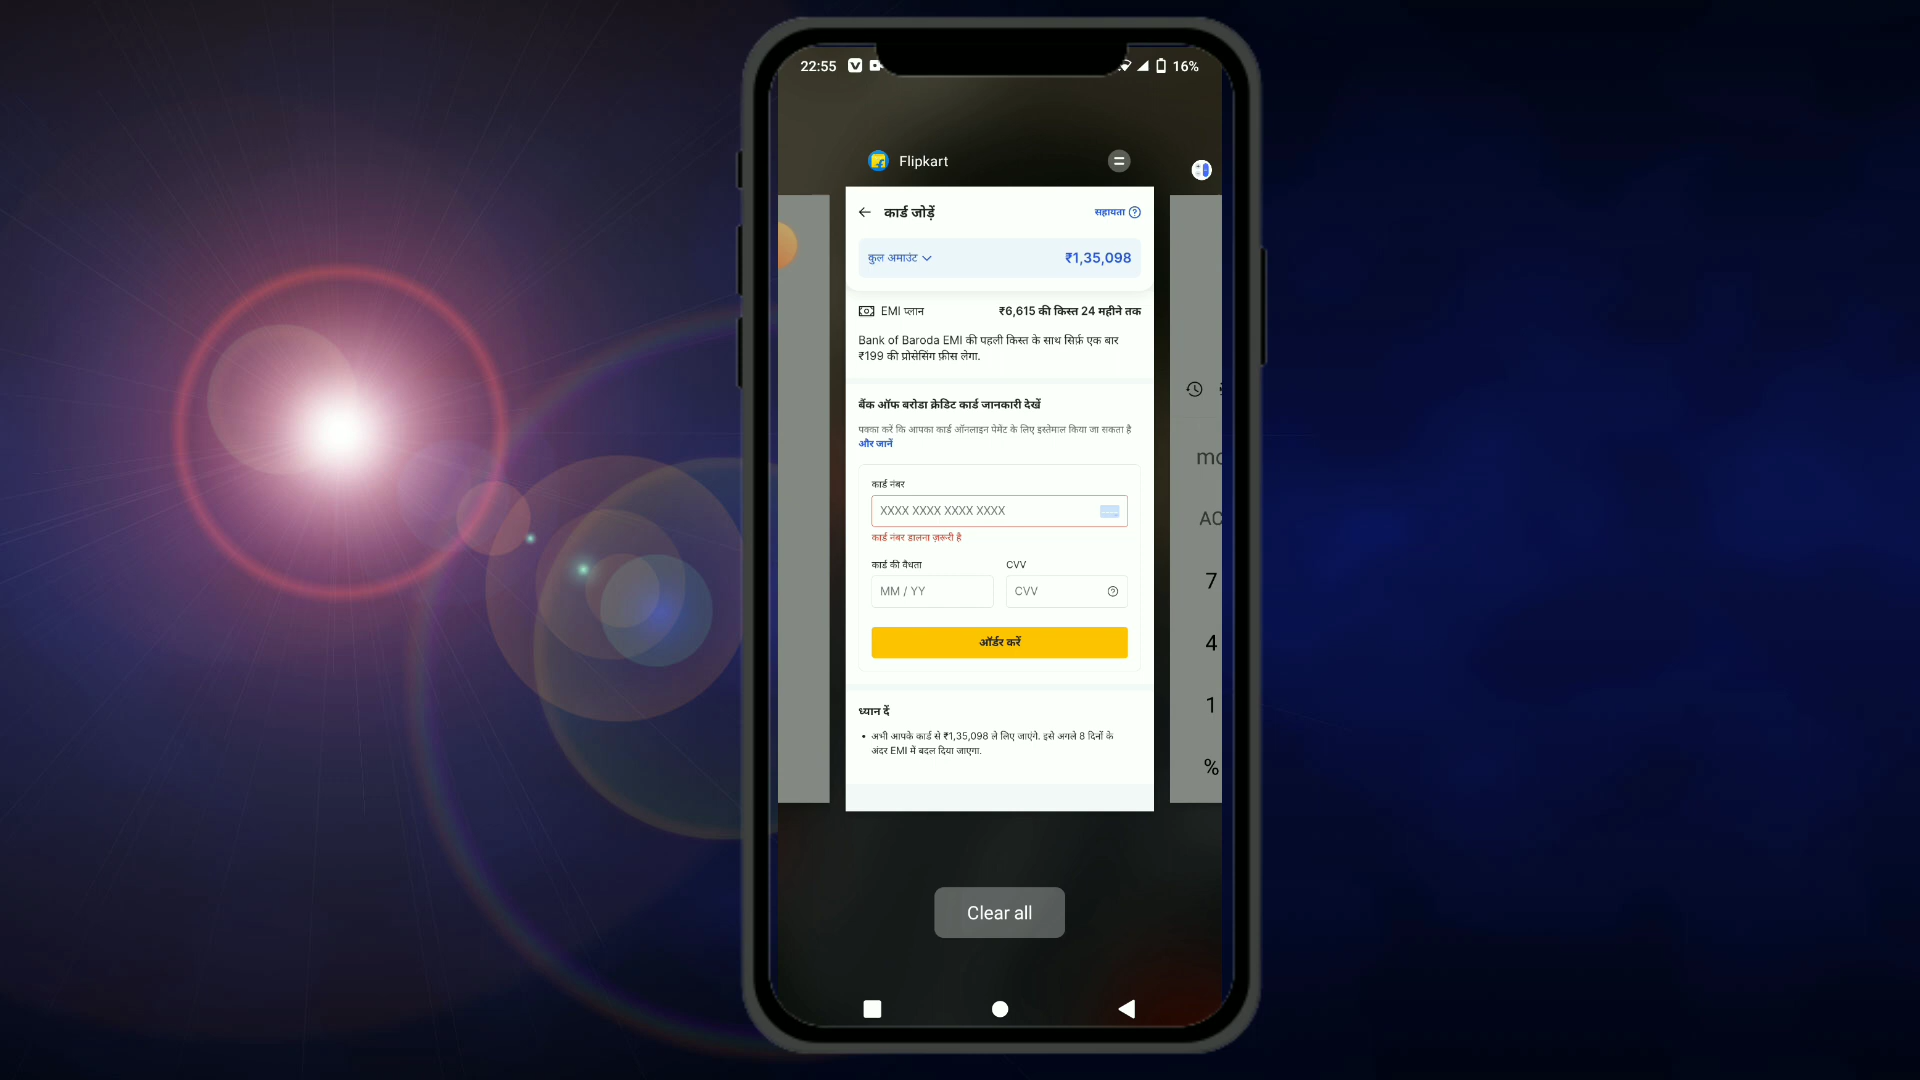 22:55
16%
Flipkart
कार्ड जोड़ें
सहायता
कुल अमाउंट
₹1,35,098
EMI प्लान
₹6,615 की किस्त 24 महीने तक
Bank of Baroda EMI की पहली किस्त के साथ सिर्फ़ एक बार
₹199 की प्रोसेसिंग फ़ीस लेगा.
बैंक ऑफ बरोडा क्रेडिट कार्ड जानकारी देखें
पक्का करें कि आपका कार्ड ऑनलाइन पेमेंट के लिए इस्तेमाल किया जा सकता है
और जानें
कार्ड नंबर
XXXX XXXX XXXX XXXX
कार्ड नंबर डालना ज़रूरी है
कार्ड की वैधता
CVV
MM / YY
CVV
ऑर्डर करें
ध्यान दें
• अभी आपके कार्ड से ₹1,35,098 ले लिए जाएंगे. इसे अगले 8 दिनों के
अंदर EMI में बदल दिया जाएगा.
AC
7
4
1
%
Clear all